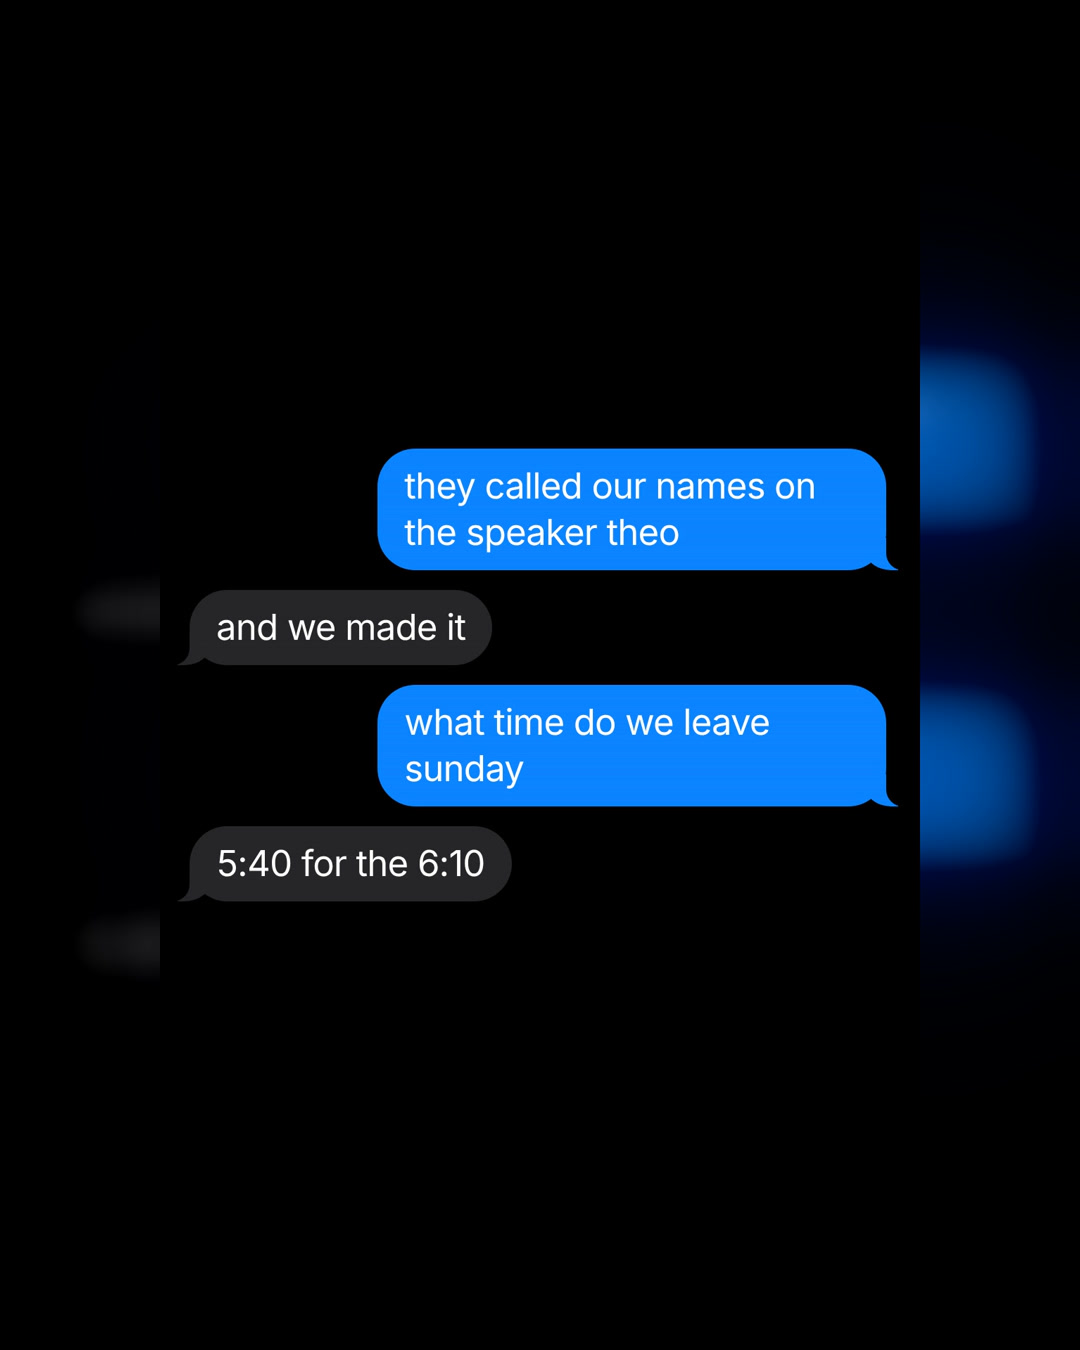 they called our names on
the speaker theo
and we made it
what time do we leave
sunday
5:40 for the 6:10